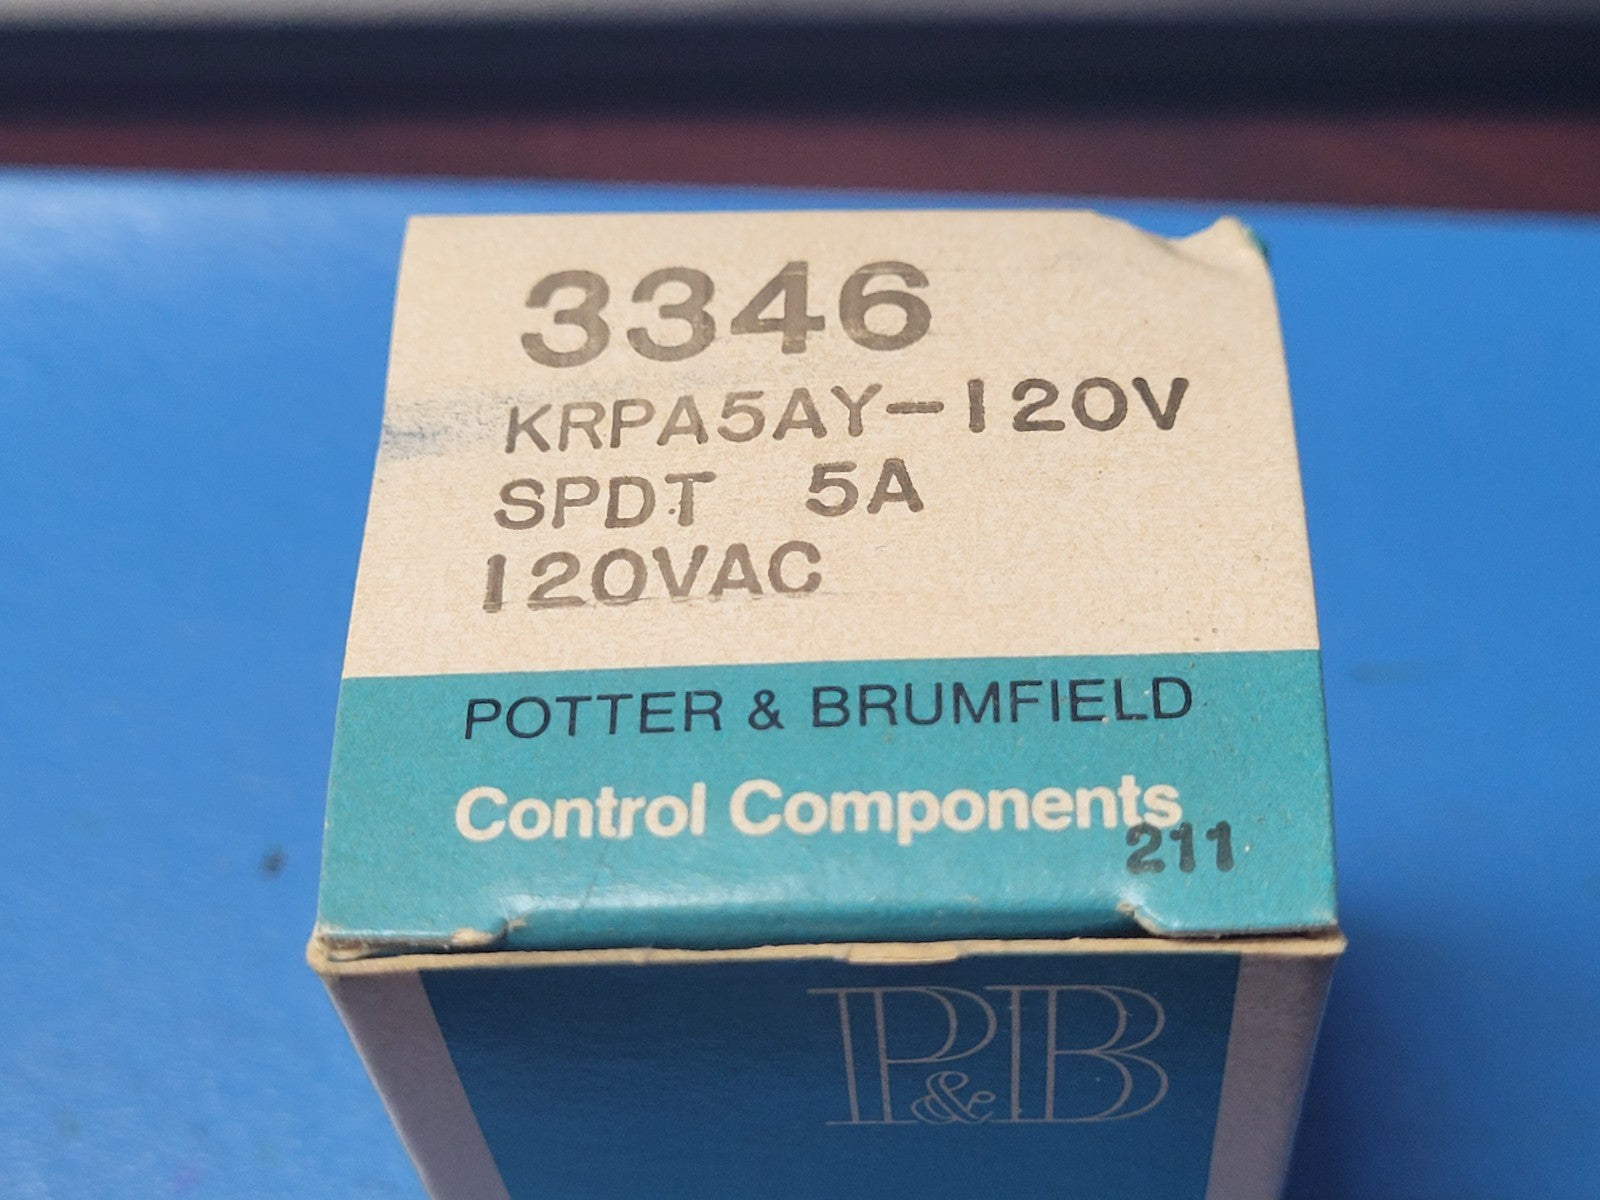 3346
KRPA5AY-120V
SPDT 5A
120VAC
POTTER & BRUMFIELD
Control Components
211
P&B